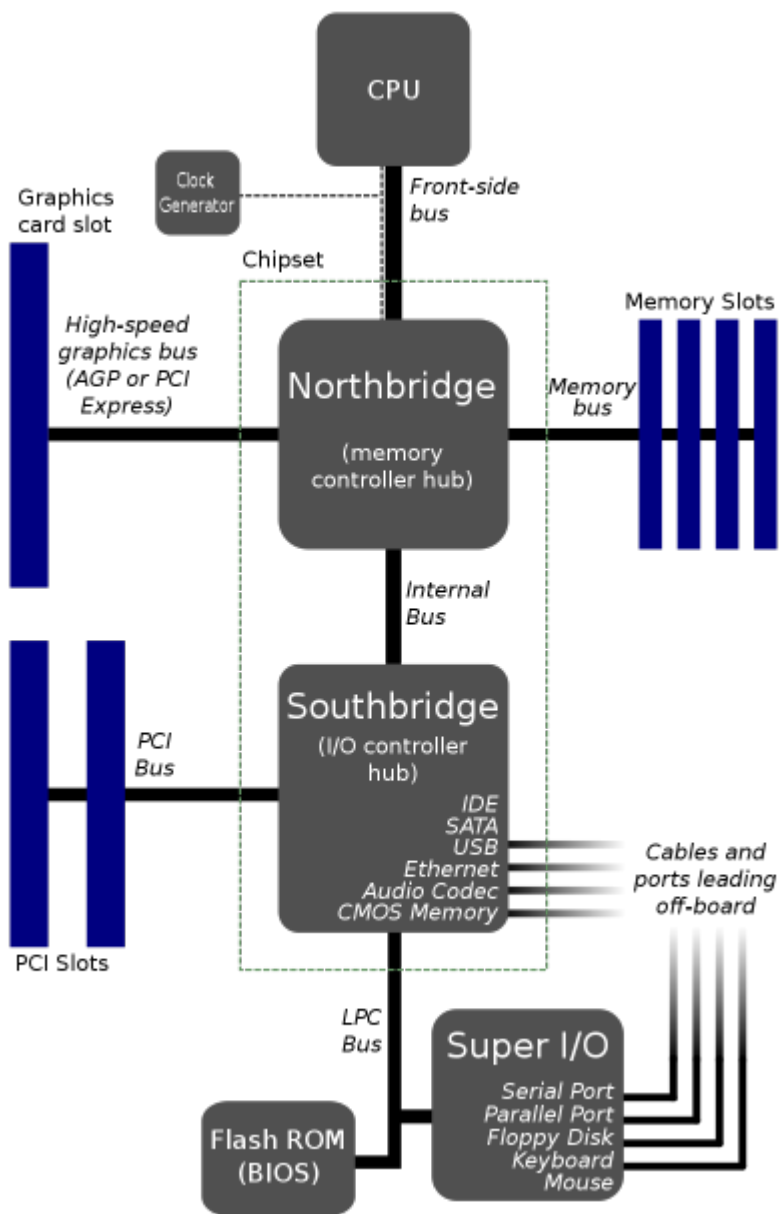 CPU
Clock
Generator
Front-side
bus
Graphics
card slot
Chipset
High-speed
graphics bus
(AGP or PCI
Express)
Northbridge
(memory
controller hub)
Memory Slots
Memory
bus
Internal
Bus
Southbridge
(I/O controller
hub)
PCI
Bus
IDE
SATA
USB
Ethernet
Audio Codec
CMOS Memory
Cables and
ports leading
off-board
PCI Slots
LPC
Bus
Super I/O
Serial Port
Parallel Port
Floppy Disk
Keyboard
Mouse
Flash ROM
(BIOS)